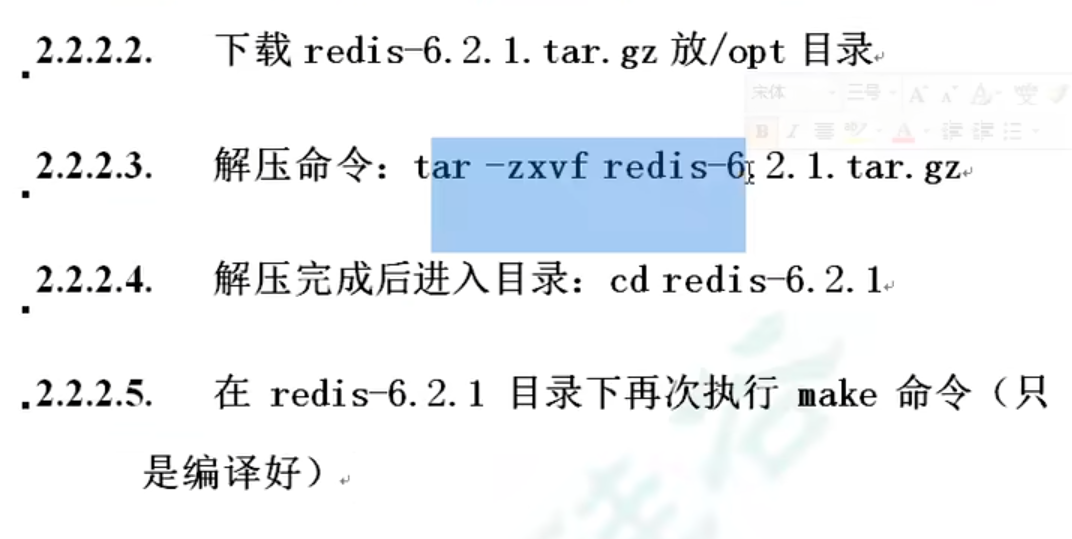 2.2.2.2. 下载 redis-6.2.1.tar.gz 放/opt 目录
宋体 三号
2.2.2.3. 解压命令：tar -zxvf redis-6.2.1.tar.gz
2.2.2.4. 解压完成后进入目录：cd redis-6.2.1
2.2.2.5. 在 redis-6.2.1 目录下再次执行 make 命令（只
是编译好）